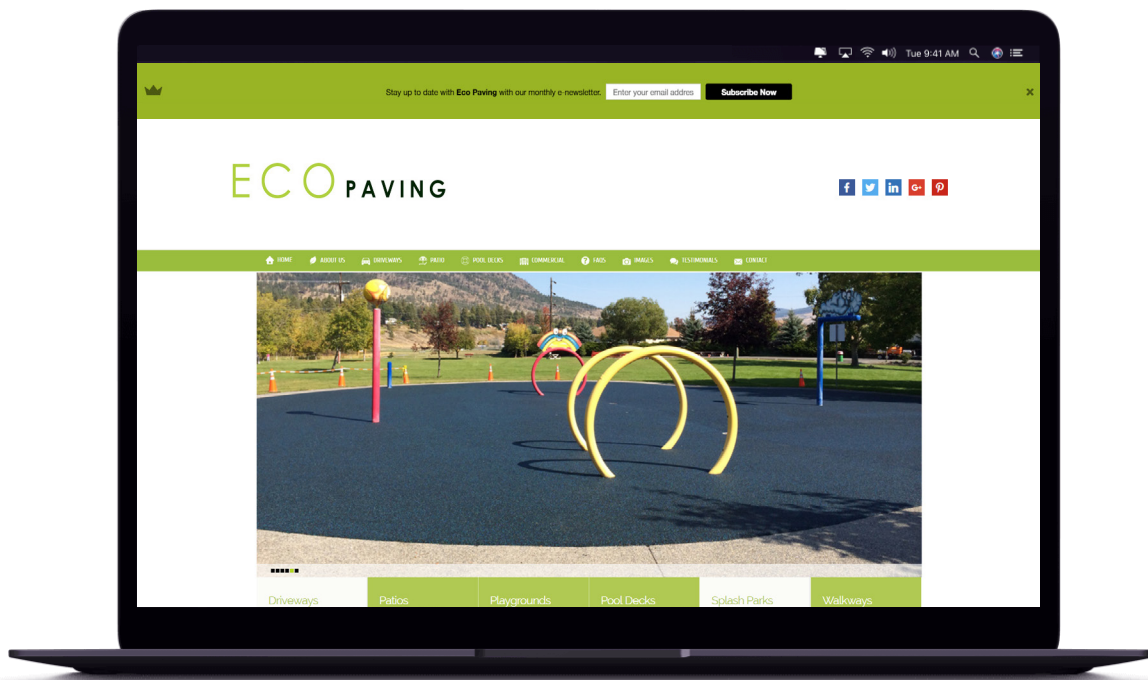 Tue 9:41 AM
Stay up to date with Eco Paving with our monthly e-newsletter. Enter your email addres Subscribe Now
ECO PAVING
HOME ABOUT US DRIVEWAYS PATIO POOL DECKS COMMERCIAL FAQS IMAGES TESTIMONIALS CONTACT
Driveways Patios Playgrounds Pool Decks Splash Parks Walkways